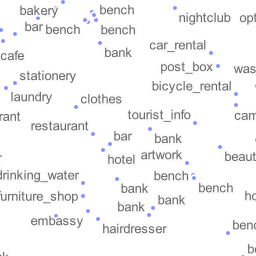 bakery
bench
nightclub
bar
bench
bench
cafe
bank
car_rental
post_box
stationery
bicycle_rental
laundry
clothes
tourist_info
restaurant
bar
bank
hotel
artwork
drinking_water
bench
bank
bench
furniture_shop
bank
bank
embassy
hairdresser